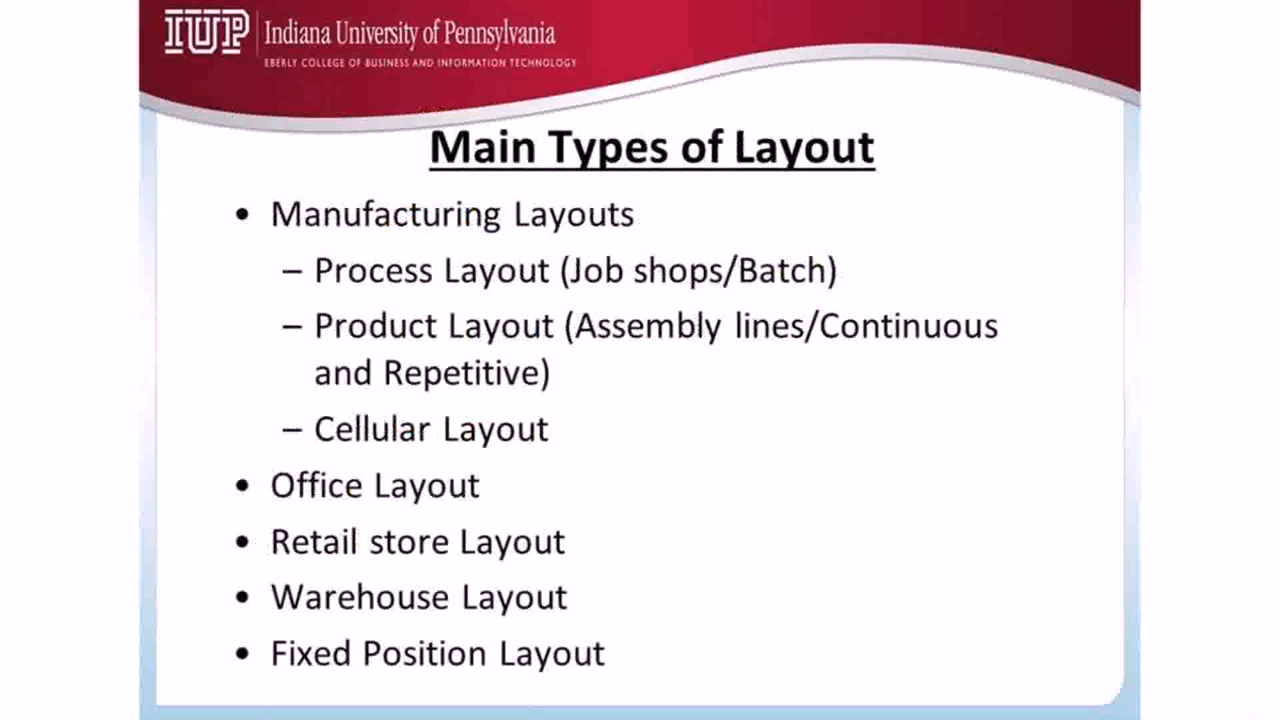 IUP
Indiana University of Pennsylvania
EBERLY COLLEGE OF BUSINESS AND INFORMATION TECHNOLOGY
Main Types of Layout
• Manufacturing Layouts
– Process Layout (Job shops/Batch)
– Product Layout (Assembly lines/Continuous
and Repetitive)
– Cellular Layout
• Office Layout
• Retail store Layout
• Warehouse Layout
• Fixed Position Layout